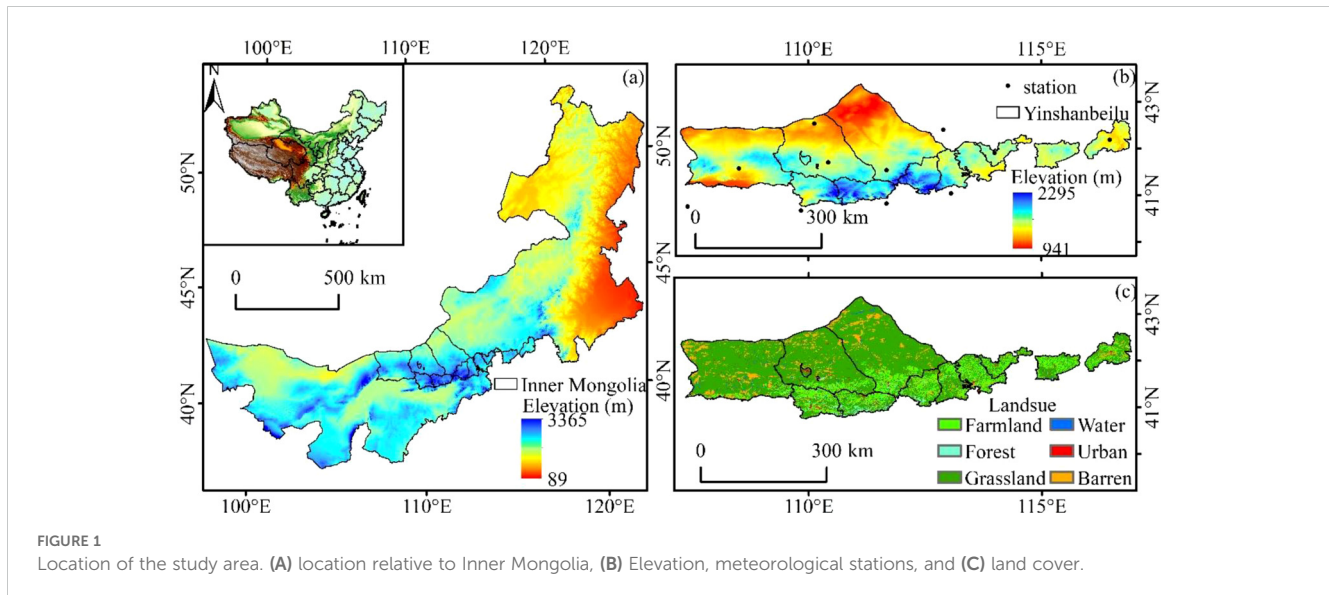 100°E 110°E 120°E
N
(a)
50°N
45°N
40°N
0 500 km
50°N
45°N
40°N
Inner Mongolia
Elevation (m)
3365
89
100°E 110°E 120°E
110°E 115°E
(b)
station
Yinshanbeilu
43°N
41°N
Elevation (m)
2295
941
0 300 km
(c)
43°N
41°N
Landsue
Farmland Water
Forest Urban
Grassland Barren
0 300 km
110°E 115°E
FIGURE 1
Location of the study area. (A) location relative to Inner Mongolia, (B) Elevation, meteorological stations, and (C) land cover.